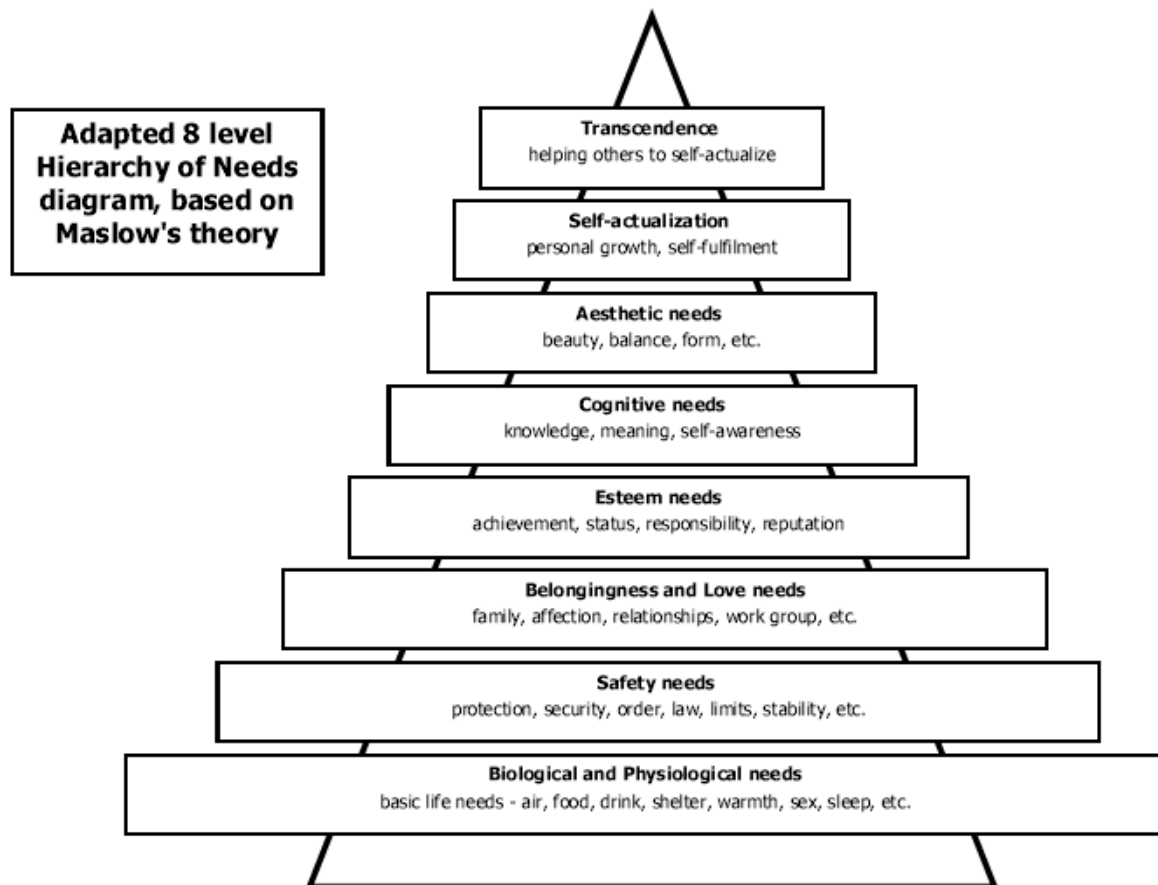 Adapted 8 level
Hierarchy of Needs
diagram, based on
Maslow's theory
Transcendence
helping others to self-actualize
Self-actualization
personal growth, self-fulfilment
Aesthetic needs
beauty, balance, form, etc.
Cognitive needs
knowledge, meaning, self-awareness
Esteem needs
achievement, status, responsibility, reputation
Belongingness and Love needs
family, affection, relationships, work group, etc.
Safety needs
protection, security, order, law, limits, stability, etc.
Biological and Physiological needs
basic life needs - air, food, drink, shelter, warmth, sex, sleep, etc.